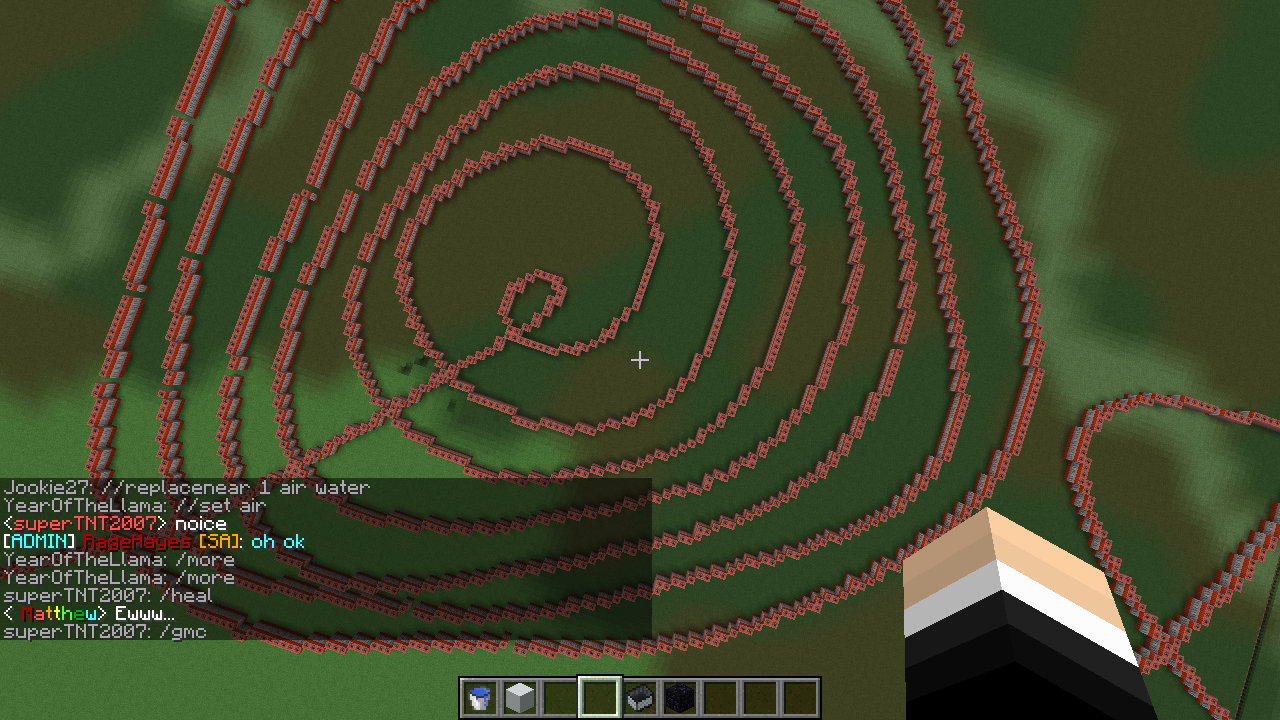 Jookie27: //replacenear 1 air water
YearOfTheLlama: //set air
<superTNT2007> noice
[ADMIN] RageHayes [SA]: oh ok
YearOfTheLlama: /more
YearOfTheLlama: /more
superTNT2007: /heal
< Matthew> Ewww...
superTNT2007: /gmc